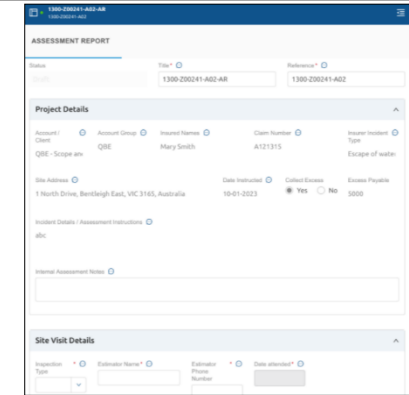 1300-Z00241-A02-AR
1300-Z00241-A02
ASSESSMENT REPORT
Status Title* Reference*
1300-Z00241-A02-AR 1300-Z00241-A02
Project Details
Account / Client Account Group Insured Names Claim Number Insurer Incident Type
QBE - Scope an QBE Mary Smith A121315 Escape of wate
Site Address Date Instructed Collect Excess Excess Payable
1 North Drive, Bentleigh East, VIC 3165, Australia 10-01-2023 Yes No 5000
Incident Details / Assessment Instructions
abc
Internal Assessment Notes
Site Visit Details
Inspection Type * Estimator Name* Estimator Phone Number * Date attended*